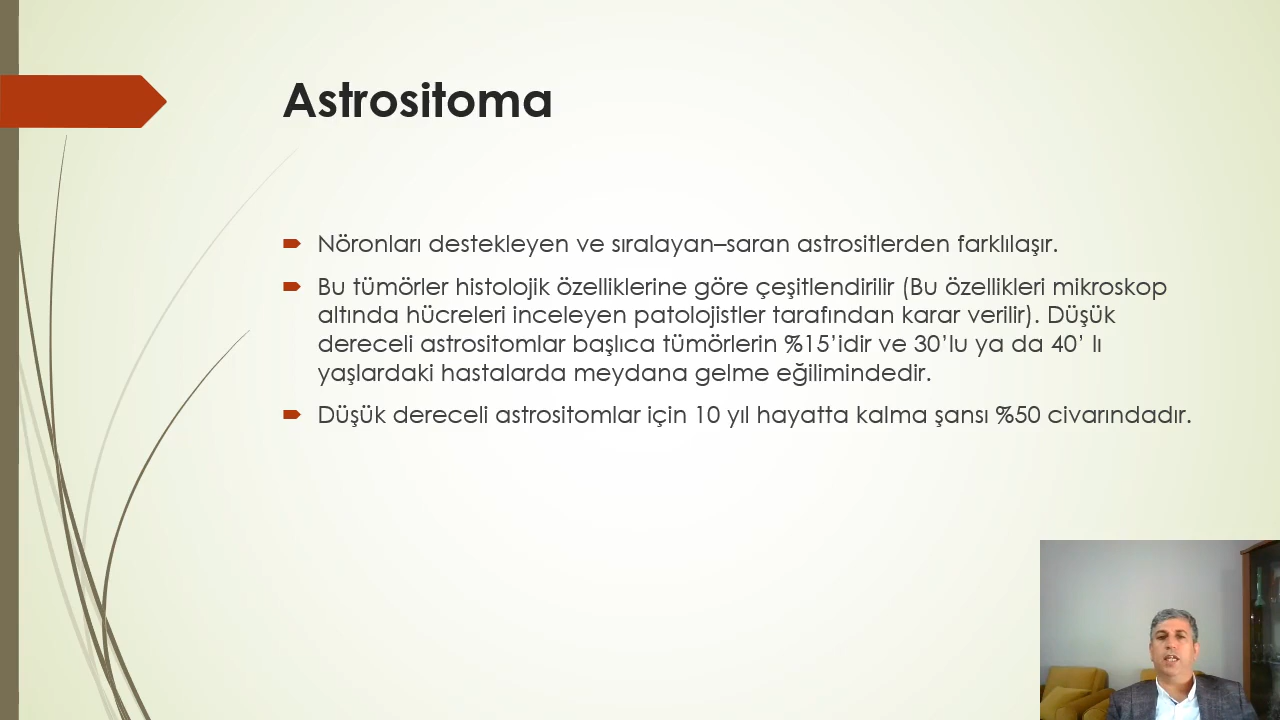 Astrositoma
Nöronları destekleyen ve sıralayan–saran astrositlerden farklılaşır.
Bu tümörler histolojik özelliklerine göre çeşitlendirilir (Bu özellikleri mikroskop
altında hücreleri inceleyen patolojistler tarafından karar verilir). Düşük
dereceli astrositomlar başlıca tümörlerin %15’idir ve 30’lu ya da 40’ lı
yaşlardaki hastalarda meydana gelme eğilimindedir.
Düşük dereceli astrositomlar için 10 yıl hayatta kalma şansı %50 civarındadır.